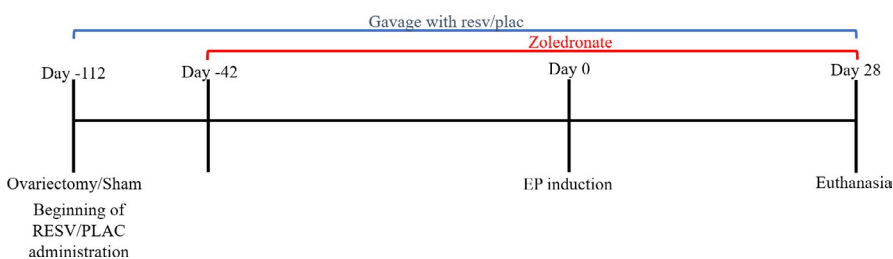 Gavage with resv/plac
Zoledronate
Day -112
Day -42
Day 0
Day 28
Ovariectomy/Sham
EP induction
Euthanasia
Beginning of
RESV/PLAC
administration